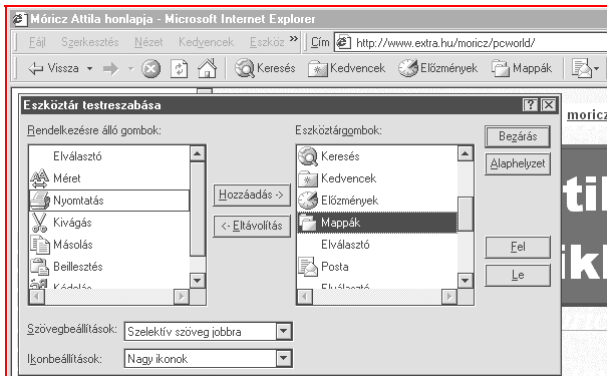 Móricz Attila honlapja - Microsoft Internet Explorer
Fájl Szerkesztés Nézet Kedvencek Eszköz » Cím http://www.extra.hu/moricz/pcworld/
Vissza Keresés Kedvencek Előzmények Mappák
Eszköztár testreszabása
moricz
Rendelkezésre álló gombok: Eszköztárgombok: Bezárás
Elválasztó Keresés
Méret Kedvencek Alaphelyzet
Nyomtatás Hozzáadás -> Előzmények
Kivágás <- Eltávolítás Mappák
Másolás Elválasztó Fel
Beillesztés Posta Le
Kódolás Elválasztó
Szövegbeállítások: Szelektív szöveg jobbra
Ikonbeállítások: Nagy ikonok